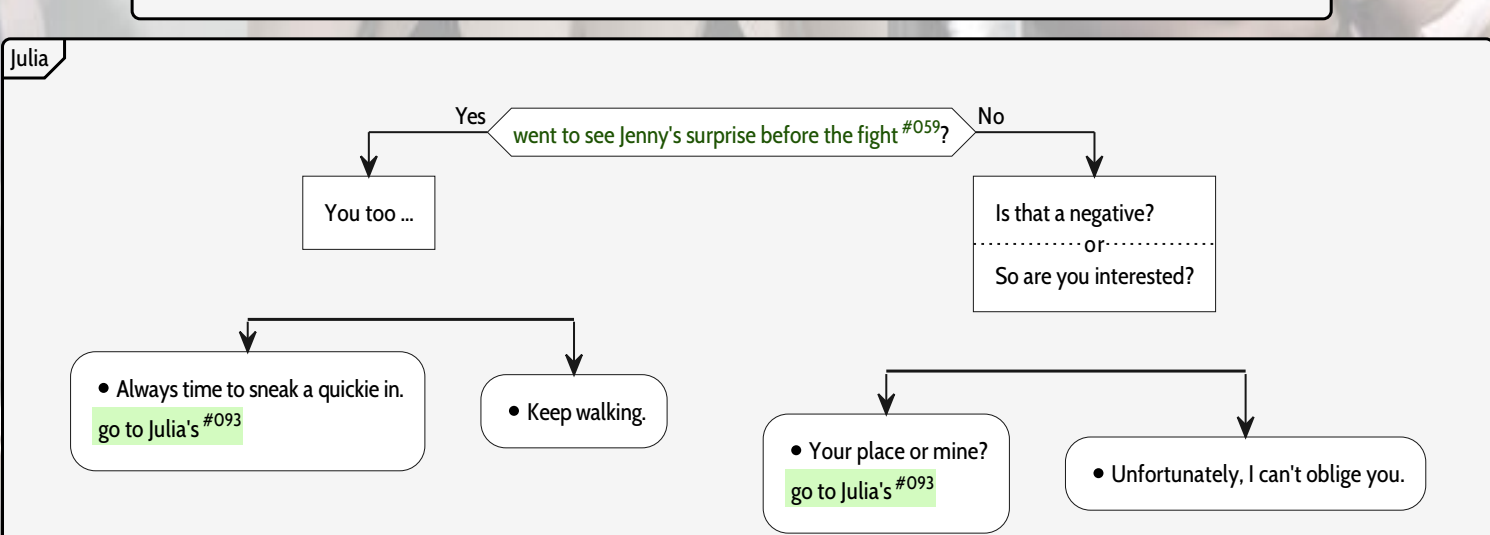 Julia
Yes
went to see Jenny's surprise before the fight #059?
No
You too ...
Is that a negative?
or
So are you interested?
• Always time to sneak a quickie in.
go to Julia's #093
• Keep walking.
• Your place or mine?
go to Julia's #093
• Unfortunately, I can't oblige you.